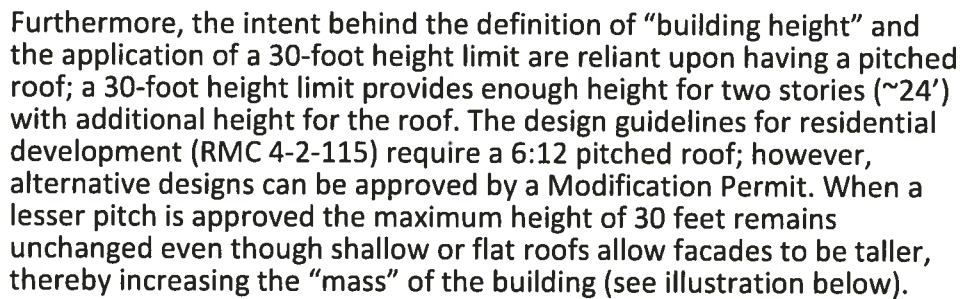 Furthermore, the intent behind the definition of “building height” and
the application of a 30-foot height limit are reliant upon having a pitched
roof; a 30-foot height limit provides enough height for two stories (~24’)
with additional height for the roof. The design guidelines for residential
development (RMC 4-2-115) require a 6:12 pitched roof; however,
alternative designs can be approved by a Modification Permit. When a
lesser pitch is approved the maximum height of 30 feet remains
unchanged even though shallow or flat roofs allow facades to be taller,
thereby increasing the “mass” of the building (see illustration below).